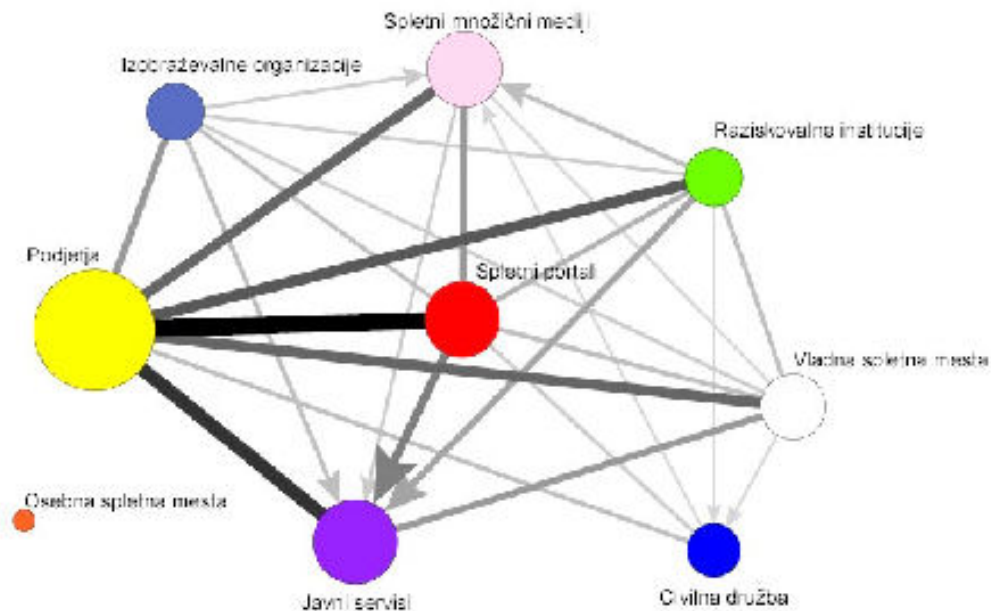 Spletni množični mediji
Izobraževalne organizacije
Raziskovalne institucije
Podjetja
Spletni portali
Vladna spletna mesta
Osebna spletna mesta
Javni servisi
Civilna družba